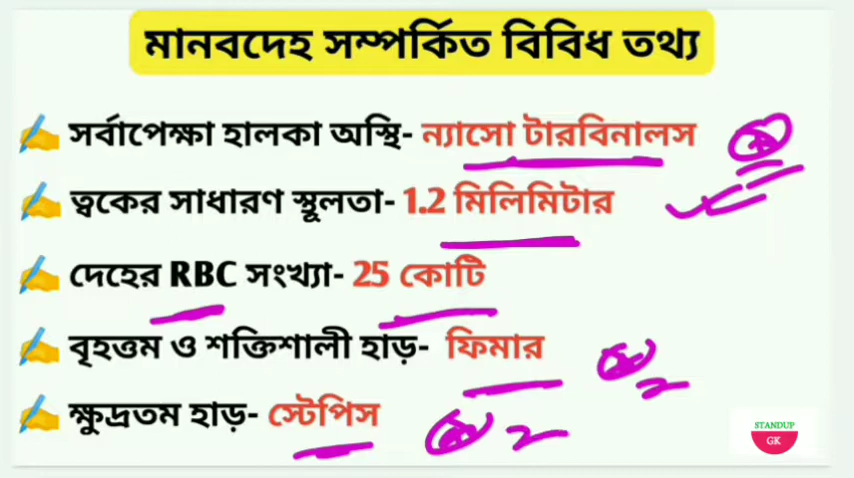 মানবদেহ সম্পর্কিত বিবিধ তথ্য
সর্বাপেক্ষা হালকা অস্থি- ন্যাসো টারবিনালস
ত্বকের সাধারণ স্থূলতা- 1.2 মিলিমিটার
দেহের RBC সংখ্যা- 25 কোটি
বৃহত্তম ও শক্তিশালী হাড়- ফিমার
ক্ষুদ্রতম হাড়- স্টেপিস
STANDUP
GK